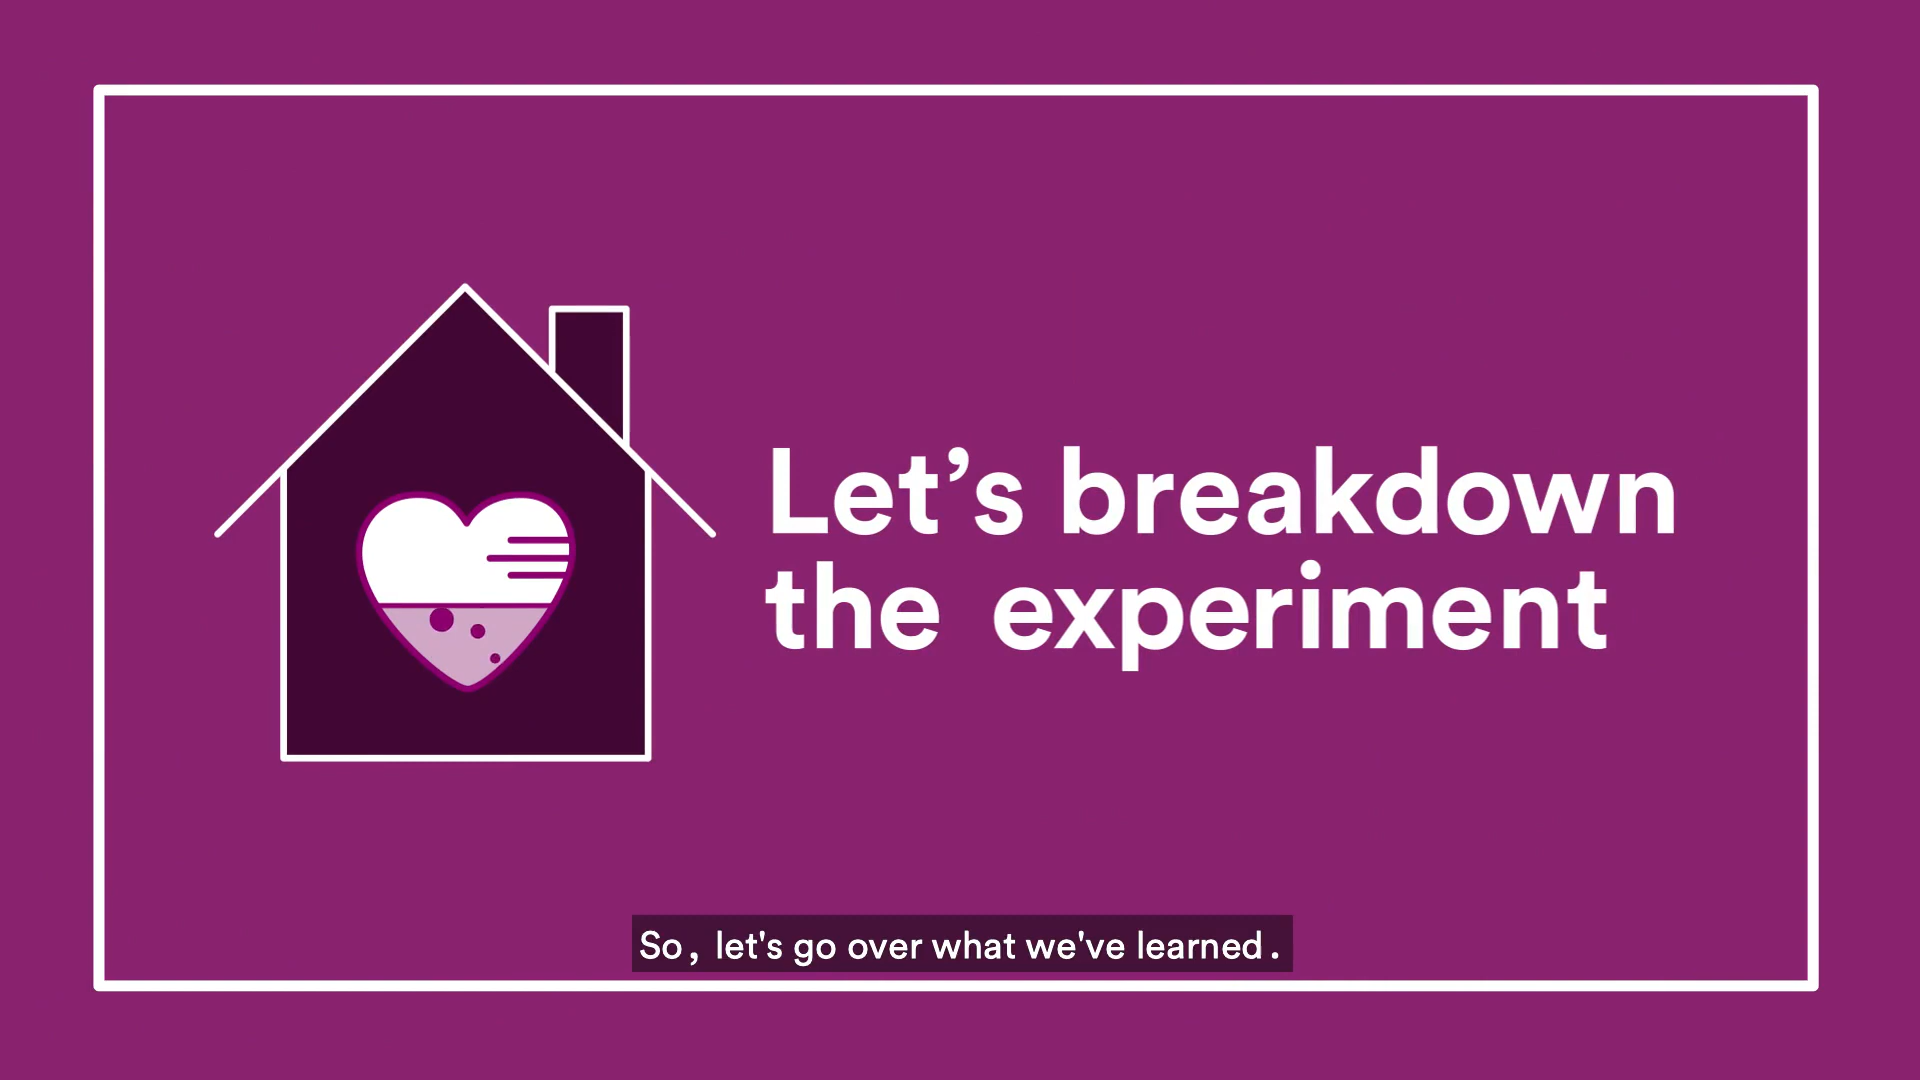 Let’s breakdown
the experiment
So, let's go over what we've learned.